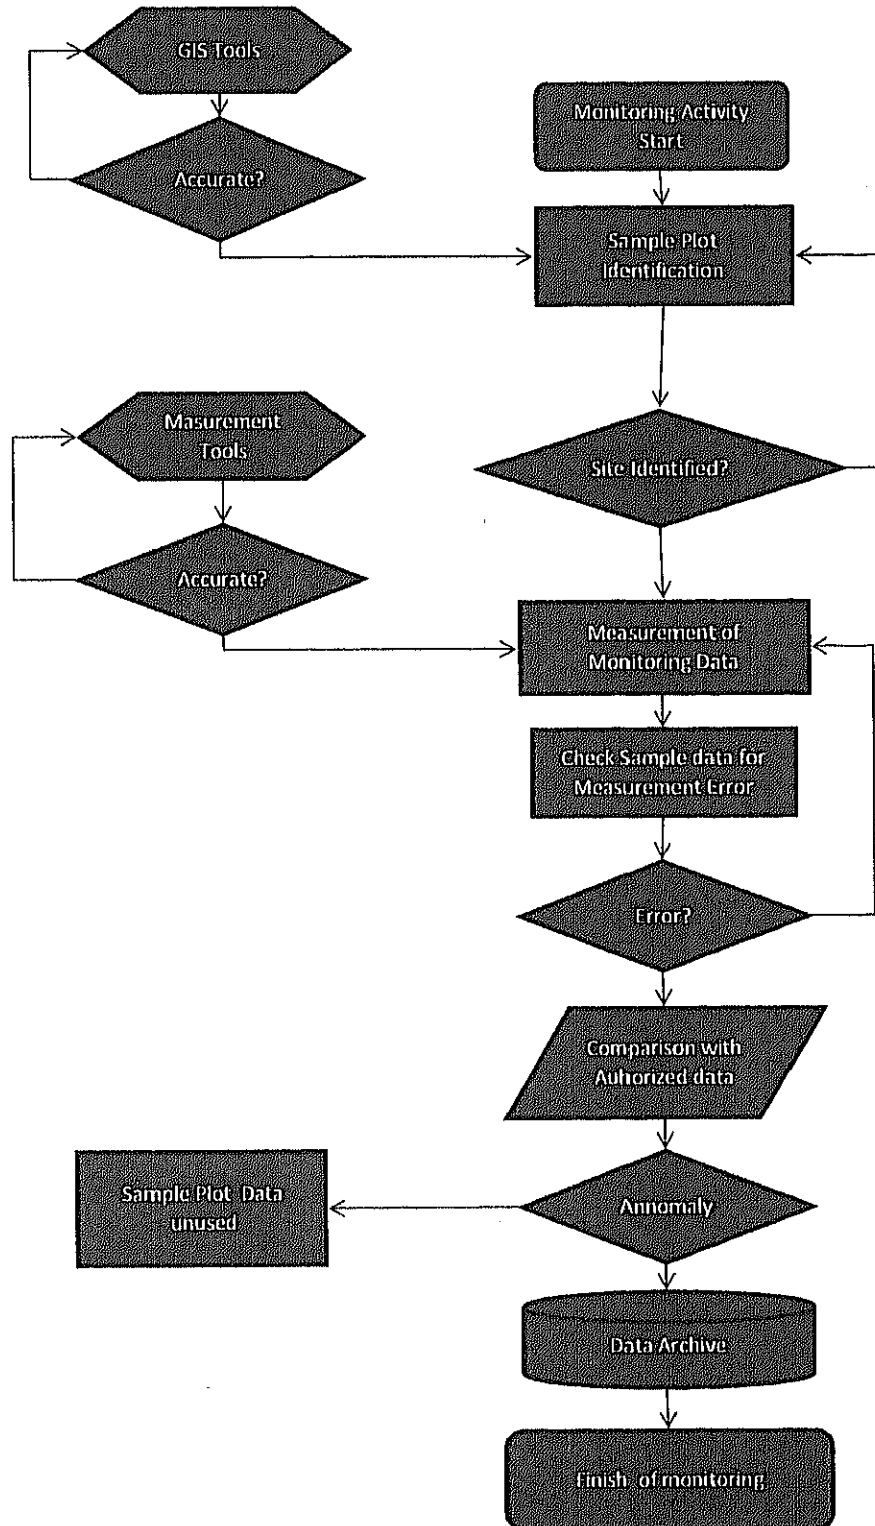 GIS Tools
Accurate?
Monitoring Activity
Start
Sample Plot
Identification
Masurement
Tools
Accurate?
Site Identified?
Measurement of
Monitoring Data
Check Sample data for
Measurement Error
Error?
Comparison with
Auhorized data
Annomaly
Sample Plot Data
unused
Data Archive
Finish of monitoring